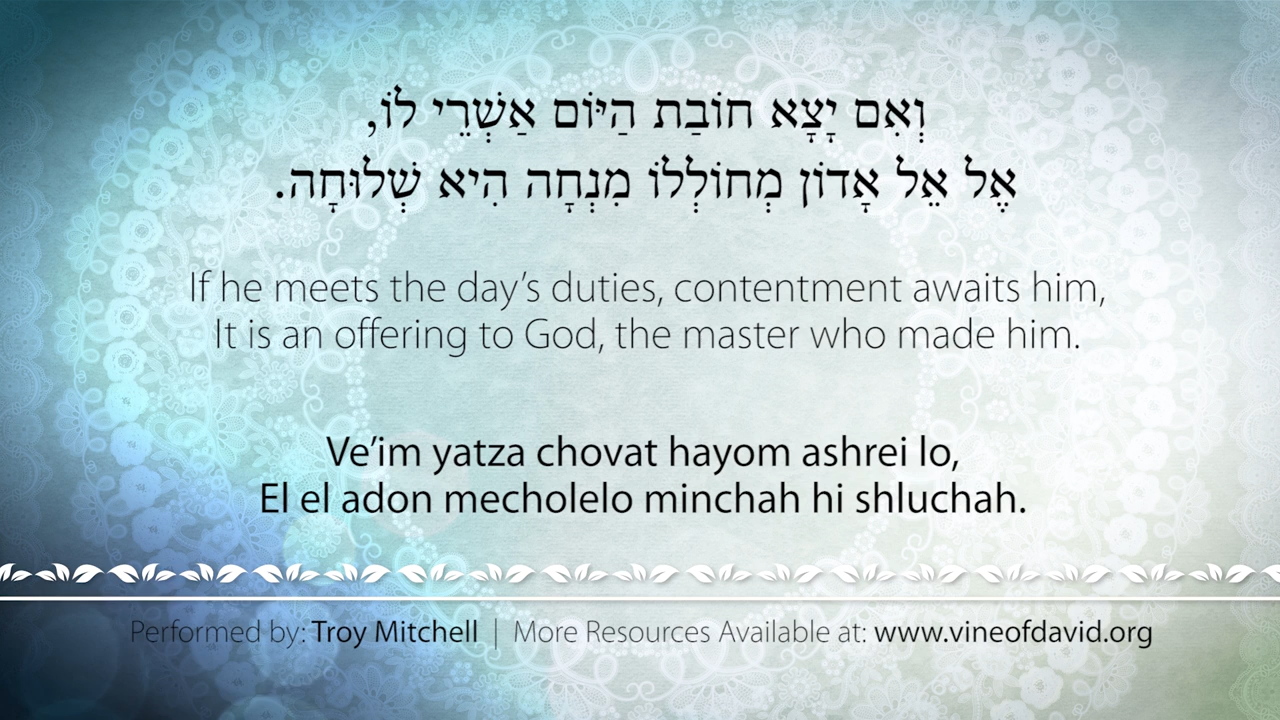 וְאִם יָצָא חוֹבַת הַיּוֹם אַשְׁרֵי לוֹ,
אֶל אֵל אָדוֹן מְחוֹלְלוֹ מִנְחָה הִיא שְׁלוּחָה.
If he meets the day’s duties, contentment awaits him,
It is an offering to God, the master who made him.
Ve’im yatza chovat hayom ashrei lo,
El el adon mecholelo minchah hi shluchah.
Performed by: Troy Mitchell | More Resources Available at: www.vineofdavid.org